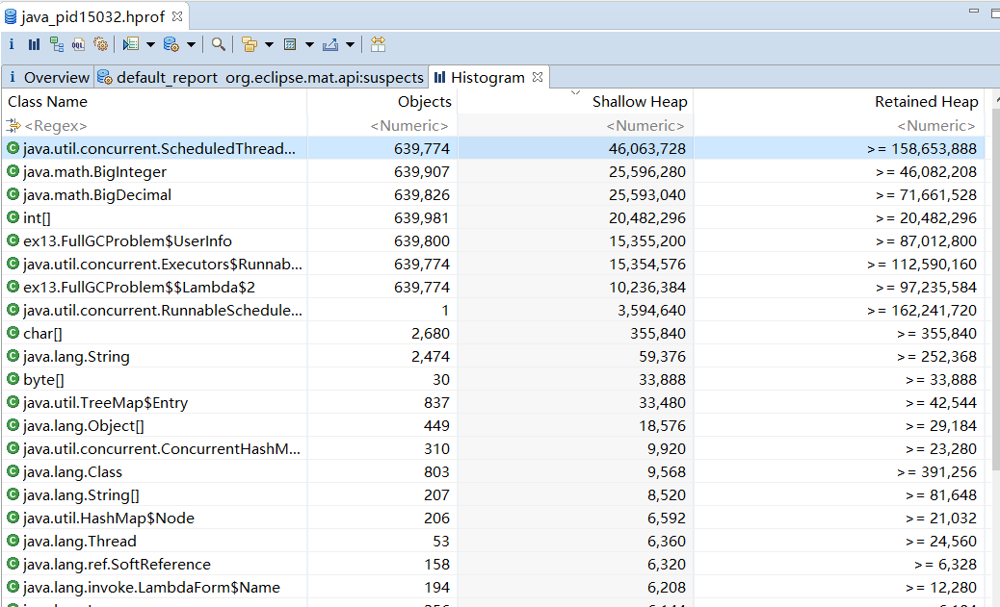 java_pid15032.hprof
Overview default_report org.eclipse.mat.api:suspects Histogram
Class Name Objects Shallow Heap Retained Heap
<Regex> <Numeric> <Numeric> <Numeric>
java.util.concurrent.ScheduledThread... 639,774 46,063,728 >= 158,653,888
java.math.BigInteger 639,907 25,596,280 >= 46,082,208
java.math.BigDecimal 639,826 25,593,040 >= 71,661,528
int[] 639,981 20,482,296 >= 20,482,296
ex13.FullGCProblem$UserInfo 639,800 15,355,200 >= 87,012,800
java.util.concurrent.Executors$Runnab... 639,774 15,354,576 >= 112,590,160
ex13.FullGCProblem$$Lambda$2 639,774 10,236,384 >= 97,235,584
java.util.concurrent.RunnableSchedule... 1 3,594,640 >= 162,241,720
char[] 2,680 355,840 >= 355,840
java.lang.String 2,474 59,376 >= 252,368
byte[] 30 33,888 >= 33,888
java.util.TreeMap$Entry 837 33,480 >= 42,544
java.lang.Object[] 449 18,576 >= 29,184
java.util.concurrent.ConcurrentHashM... 310 9,920 >= 23,280
java.lang.Class 803 9,568 >= 391,256
java.lang.String[] 207 8,520 >= 81,648
java.util.HashMap$Node 206 6,592 >= 21,032
java.lang.Thread 53 6,360 >= 24,560
java.lang.ref.SoftReference 158 6,320 >= 6,328
java.lang.invoke.LambdaForm$Name 194 6,208 >= 12,280